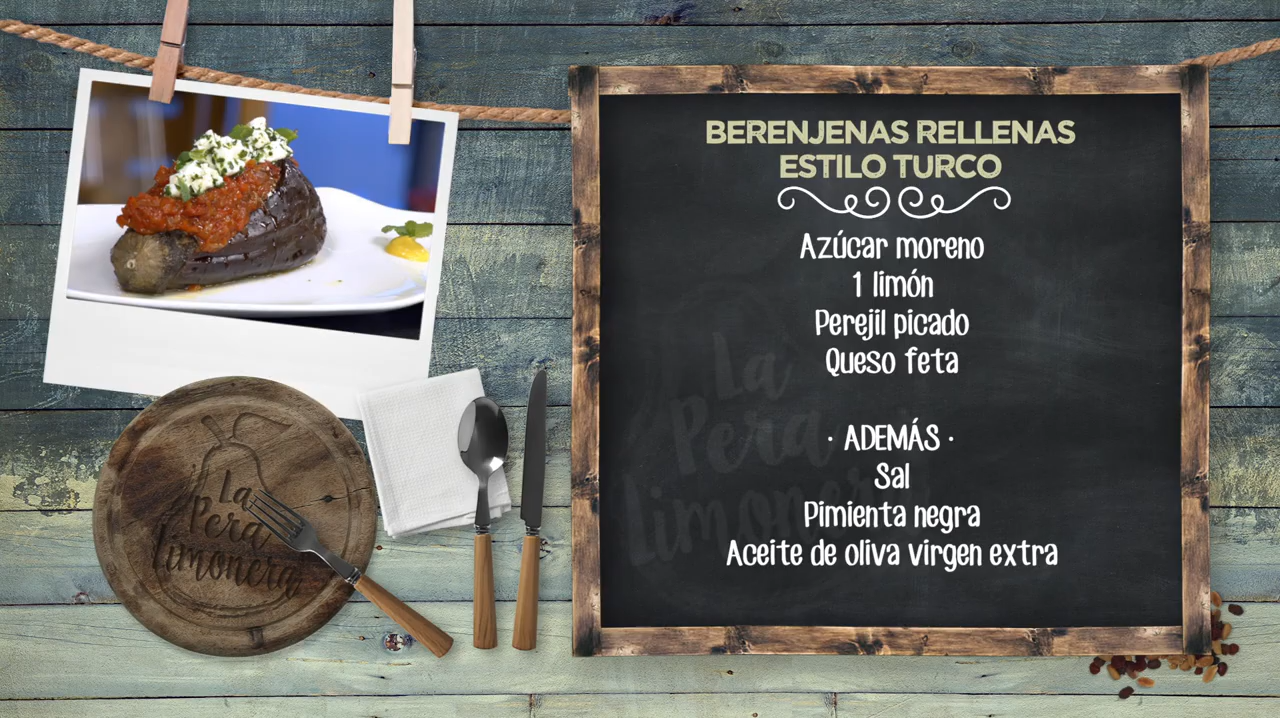 BERENJENAS RELLENAS
ESTILO TURCO
Azúcar moreno
1 limón
Perejil picado
Queso feta
· ADEMÁS ·
Sal
Pimienta negra
Aceite de oliva virgen extra
La
Pera
Limonera
La
Pera
Limonera